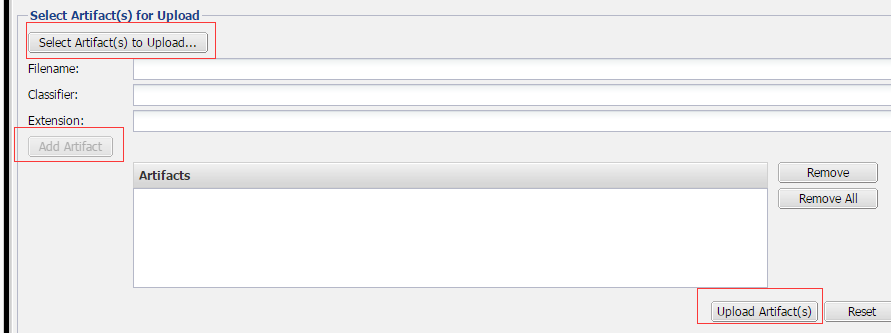 Select Artifact(s) for Upload
Select Artifact(s) to Upload...
Filename:
Classifier:
Extension:
Add Artifact
Artifacts
Remove
Remove All
Upload Artifact(s)
Reset